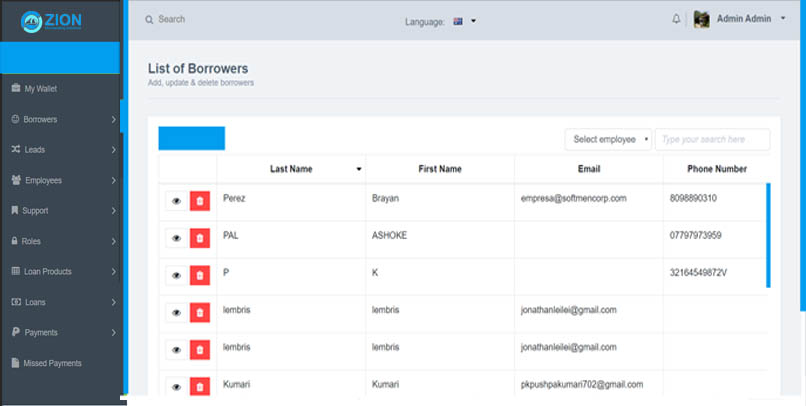 ZION
Search
Language:
Admin Admin
My Wallet
Borrowers
Leads
Employees
Support
Roles
Loan Products
Loans
Payments
Missed Payments
List of Borrowers
Add, update & delete borrowers
Select employee
Type your search here
Last Name First Name Email Phone Number
Perez Brayan empresa@softmencorp.com 8098890310
PAL ASHOKE 07797973959
P K 32164549872V
lembris lembris jonathanleilei@gmail.com
lembris lembris jonathanleilei@gmail.com
Kumari Kumari pkpushpakumari702@gmail.com